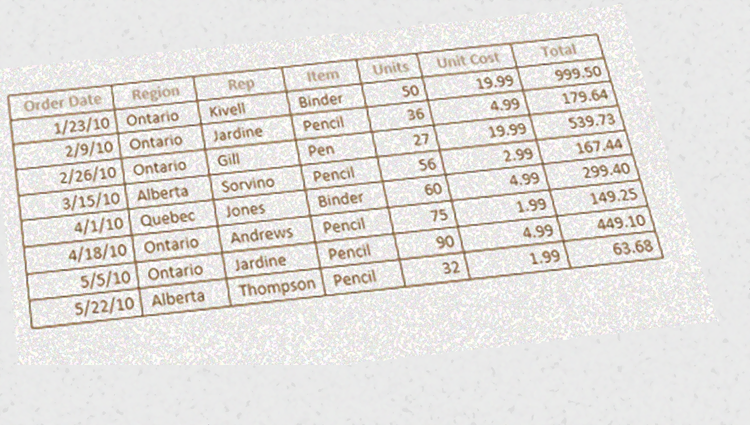 Order Date Region Rep Item Units Unit Cost Total
1/23/10 Ontario Kivell Binder 50 19.99 999.50
2/9/10 Ontario Jardine Pencil 36 4.99 179.64
2/26/10 Ontario Gill Pen 27 19.99 539.73
3/15/10 Alberta Sorvino Pencil 56 2.99 167.44
4/1/10 Quebec Jones Binder 60 4.99 299.40
4/18/10 Ontario Andrews Pencil 75 1.99 149.25
5/5/10 Ontario Jardine Pencil 90 4.99 449.10
5/22/10 Alberta Thompson Pencil 32 1.99 63.68